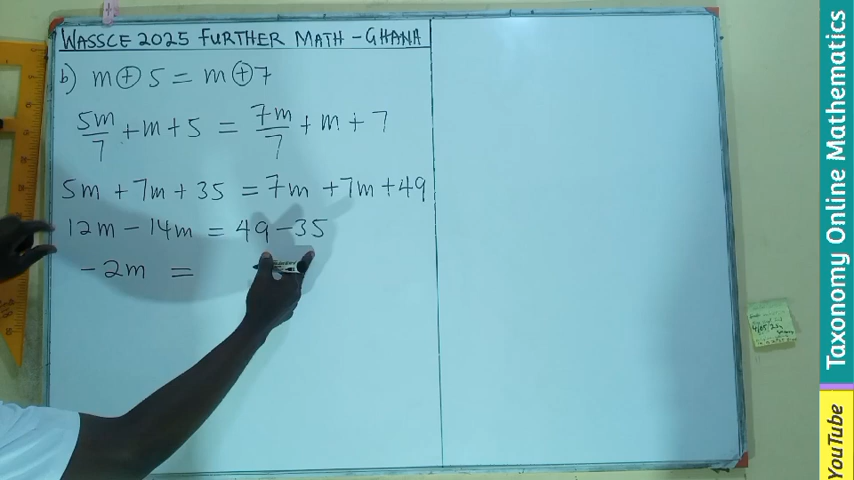 WASSCE 2025 FURTHER MATH - GHANA
b) m ⊕ 5 = m ⊕ 7
5m/7 + m + 5 = 7m/7 + m + 7
5m + 7m + 35 = 7m + 7m + 49
12m - 14m = 49 - 35
- 2m =
Taxonomy Online Mathematics
YouTube